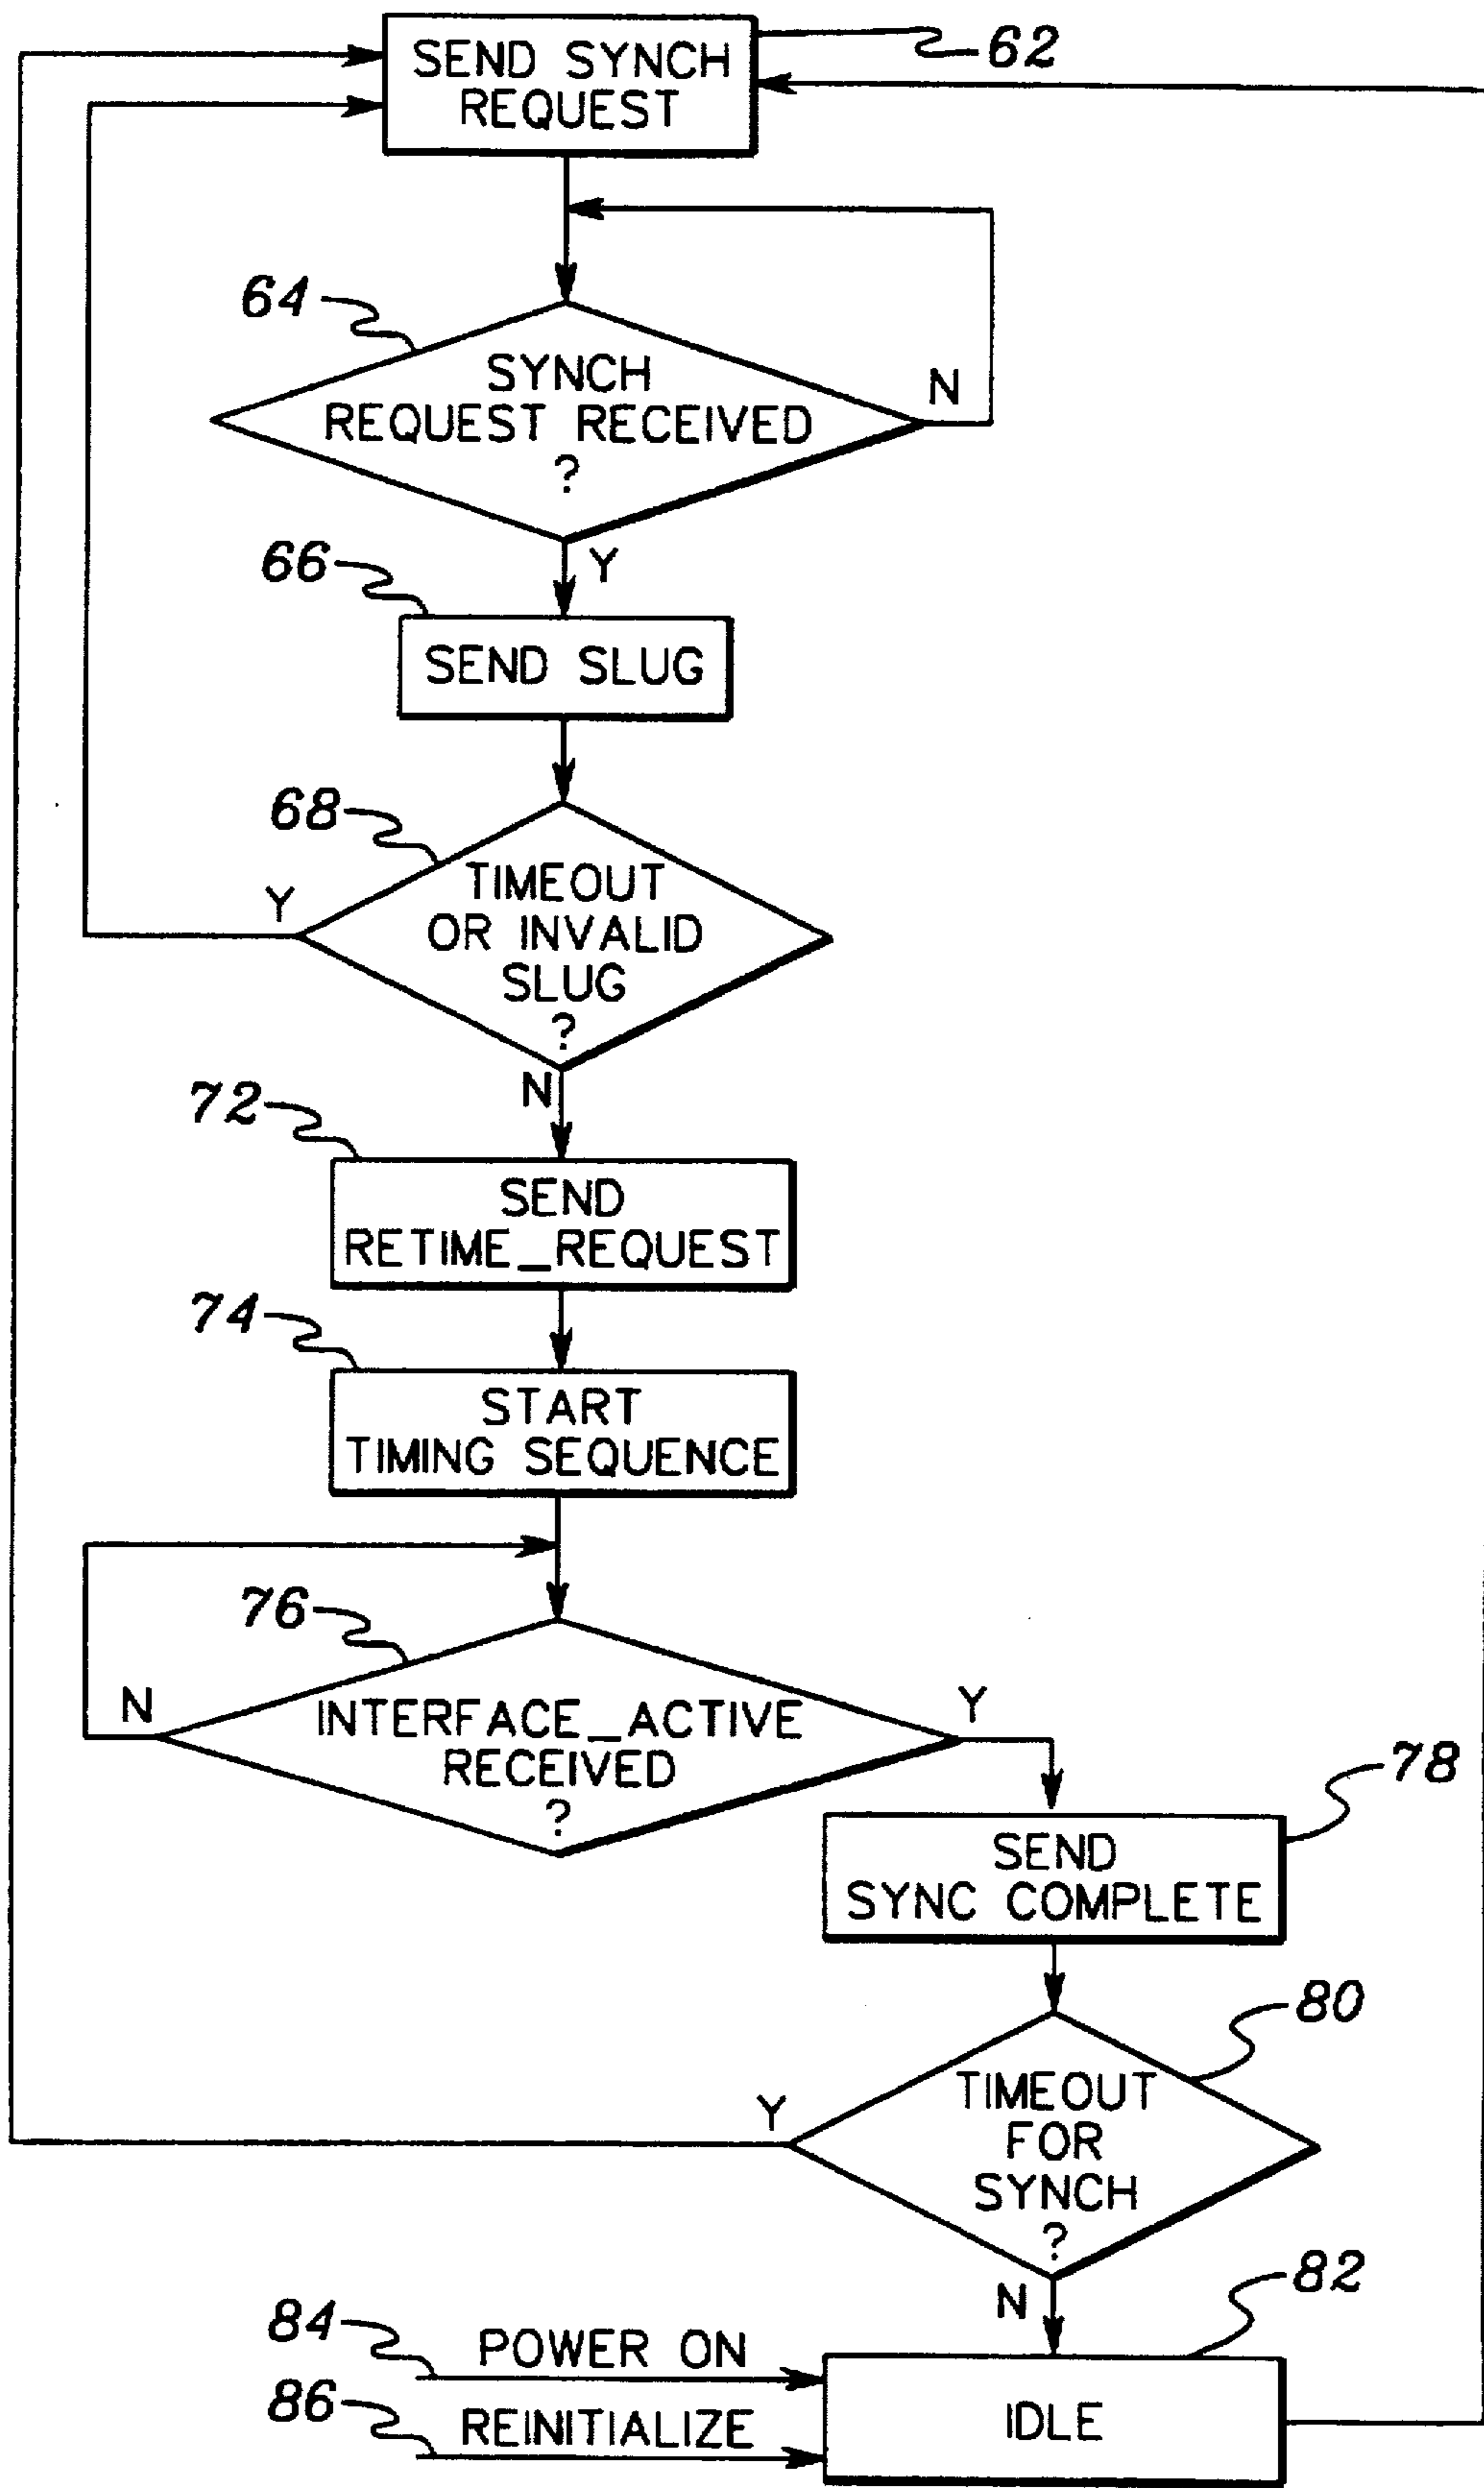 SEND SYNCH
REQUEST
62
64
SYNCH
REQUEST RECEIVED
?
N
Y
66
SEND SLUG
68
TIMEOUT
OR INVALID
SLUG
?
Y
N
72
SEND
RETIME_REQUEST
74
START
TIMING SEQUENCE
76
INTERFACE_ACTIVE
RECEIVED
?
N
Y
78
SEND
SYNC COMPLETE
80
TIMEOUT
FOR
SYNCH
?
Y
N
82
84
POWER ON
86
REINITIALIZE
IDLE